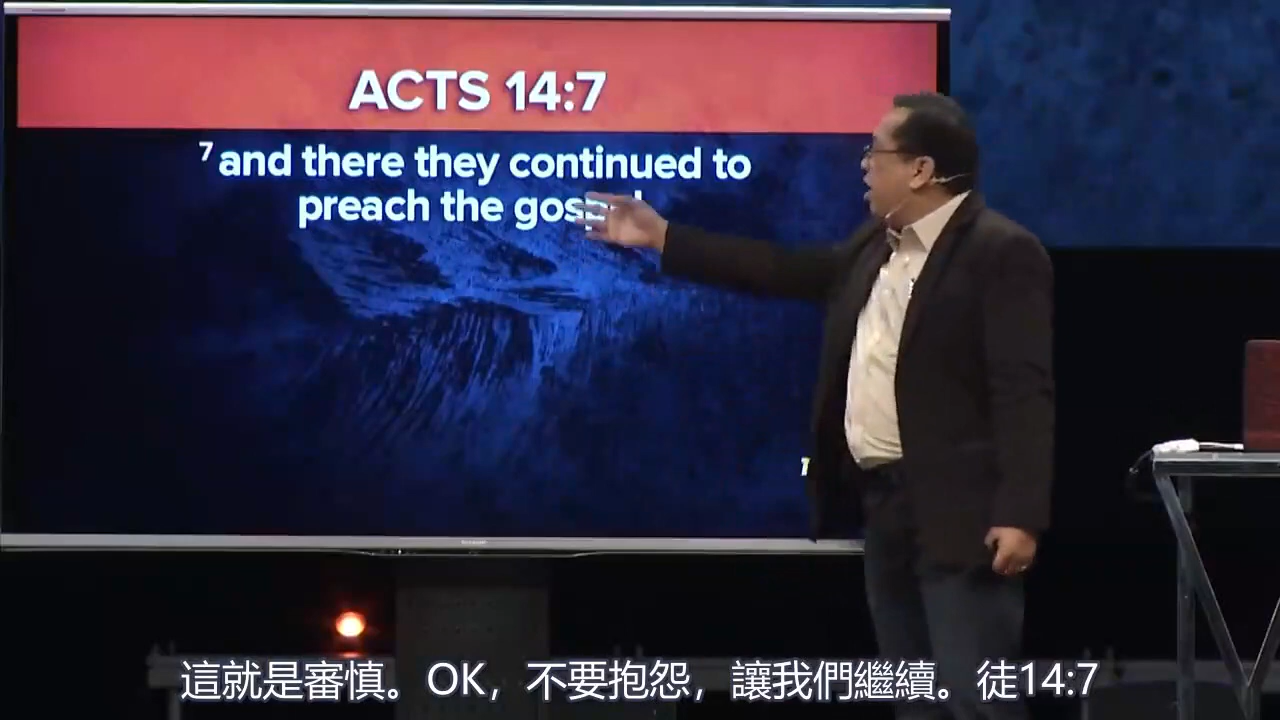 ACTS 14:7
7 and there they continued to
preach the gospel
這就是審慎。OK，不要抱怨，讓我們繼續。徒14:7